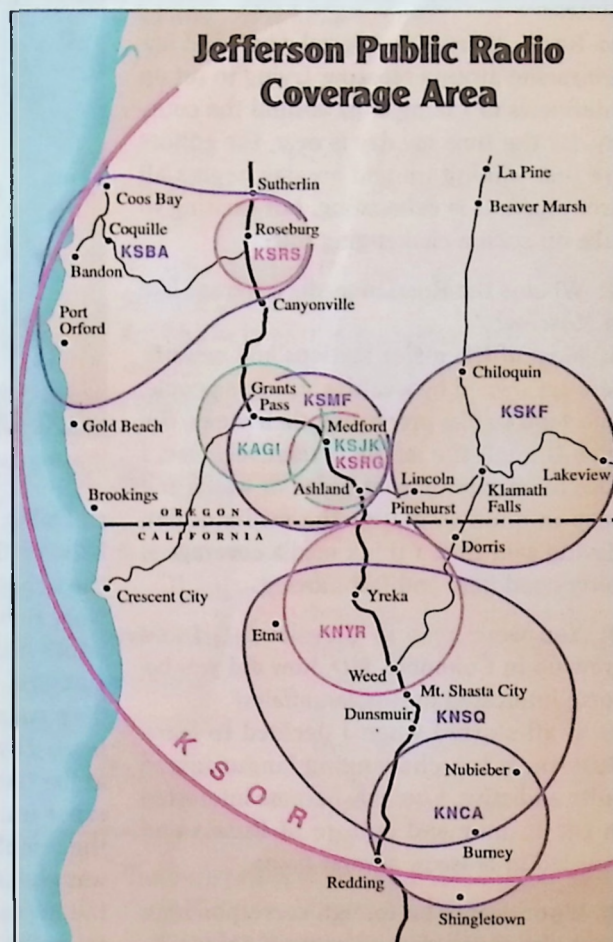 Jefferson Public Radio
Coverage Area
La Pine
Sutherlin
Beaver Marsh
Coos Bay
Coquille
KSBA
Roseburg
KSRS
Bandon
Canyonville
Port
Orford
Chiloquin
Grants
Pass
KSMF
KSKF
Gold Beach
Medford
KAGI
KSJK
KSRG
Lakeview
Lincoln
Ashland
Klamath
Falls
Pinehurst
Brookings
OREGON
CALIFORNIA
Dorris
Crescent City
Yreka
Etna
KNYR
Weed
Mt. Shasta City
Dunsmuir
KNSQ
KSOR
Nubieber
KNCA
Burney
Redding
Shingletown